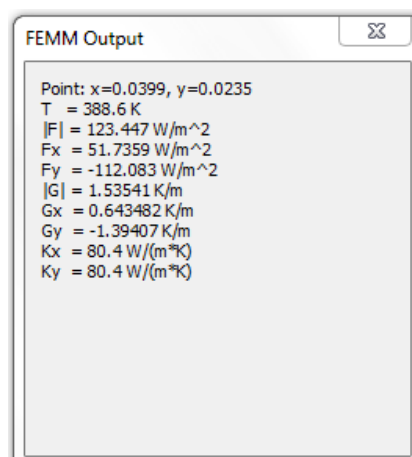 FEMM Output
Point: x=0.0399, y=0.0235
T = 388.6 K
|F| = 123.447 W/m^2
Fx = 51.7359 W/m^2
Fy = -112.083 W/m^2
|G| = 1.53541 K/m
Gx = 0.643482 K/m
Gy = -1.39407 K/m
Kx = 80.4 W/(m*K)
Ky = 80.4 W/(m*K)